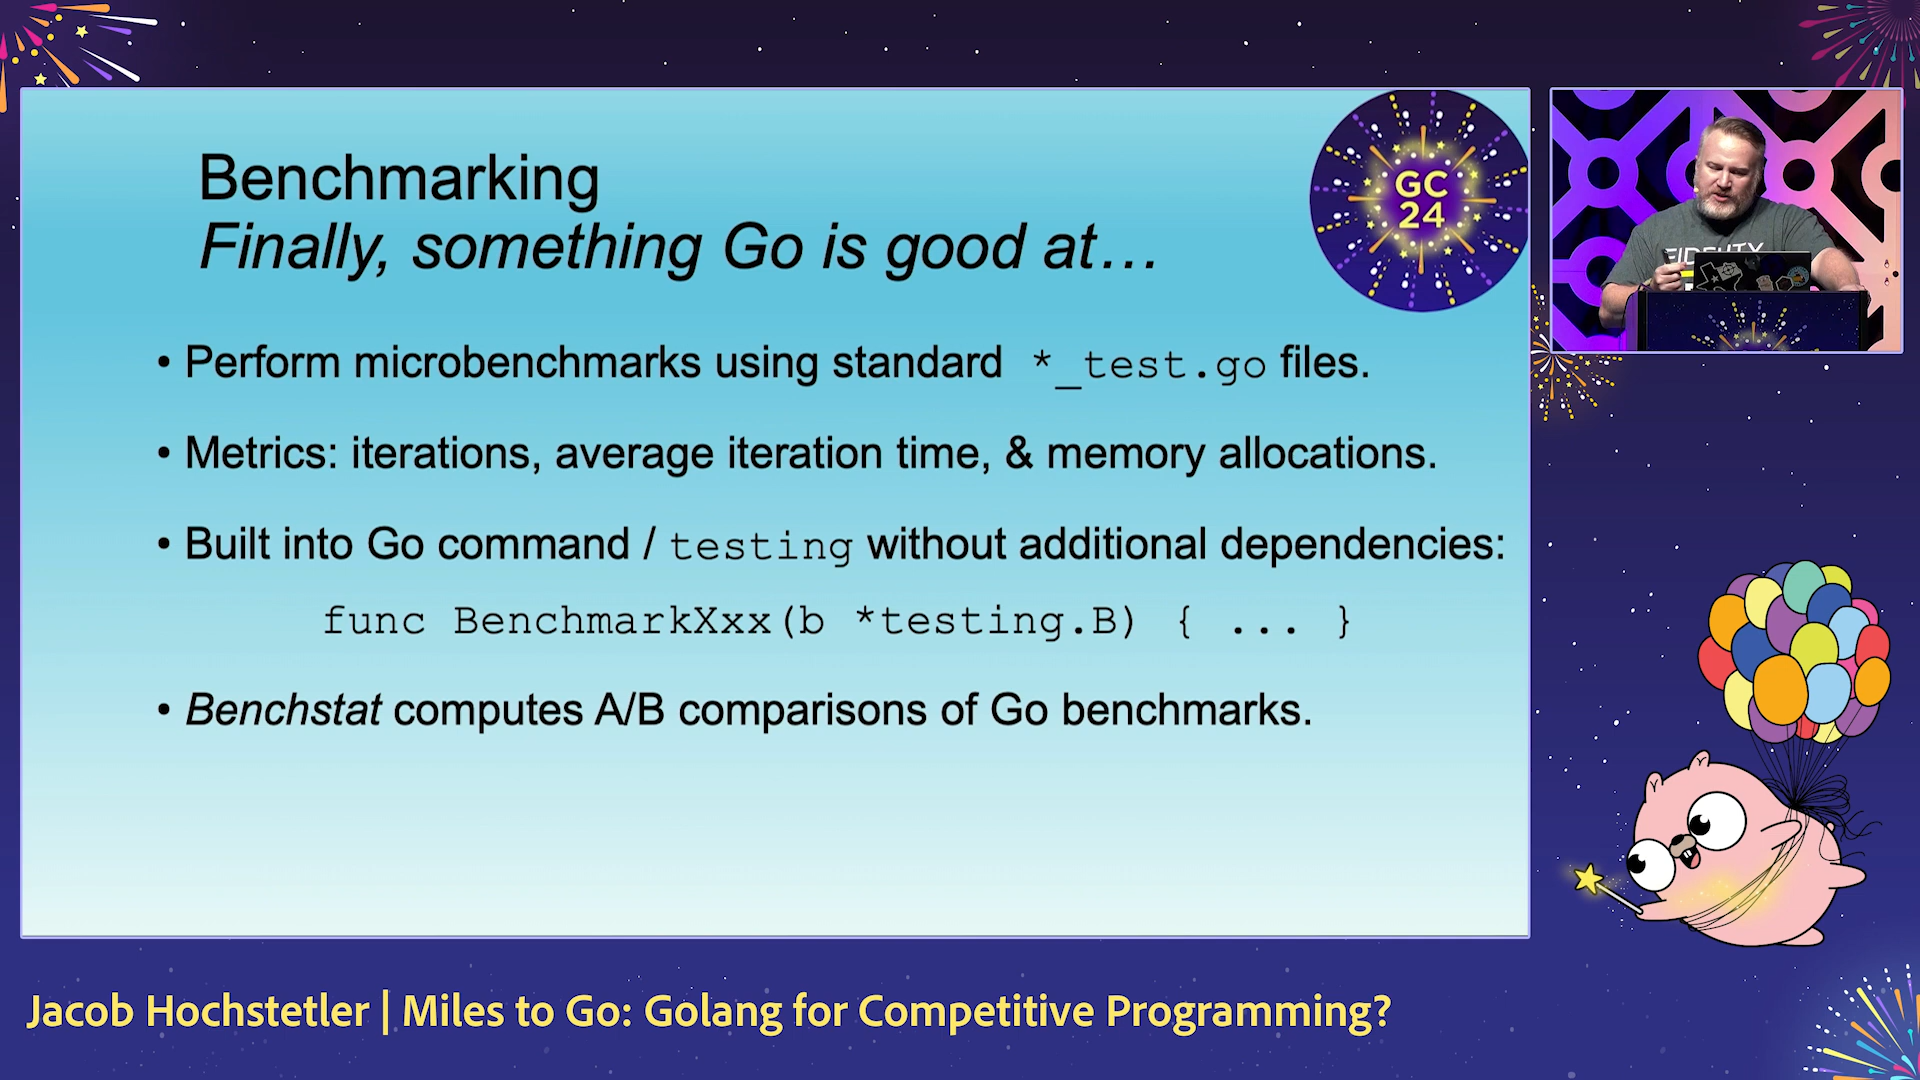 Benchmarking
Finally, something Go is good at…
• Perform microbenchmarks using standard *_test.go files.
• Metrics: iterations, average iteration time, & memory allocations.
• Built into Go command / testing without additional dependencies:
func BenchmarkXxx(b *testing.B) { ... }
• Benchstat computes A/B comparisons of Go benchmarks.
GC
24
FIDELITY
Jacob Hochstetler | Miles to Go: Golang for Competitive Programming?